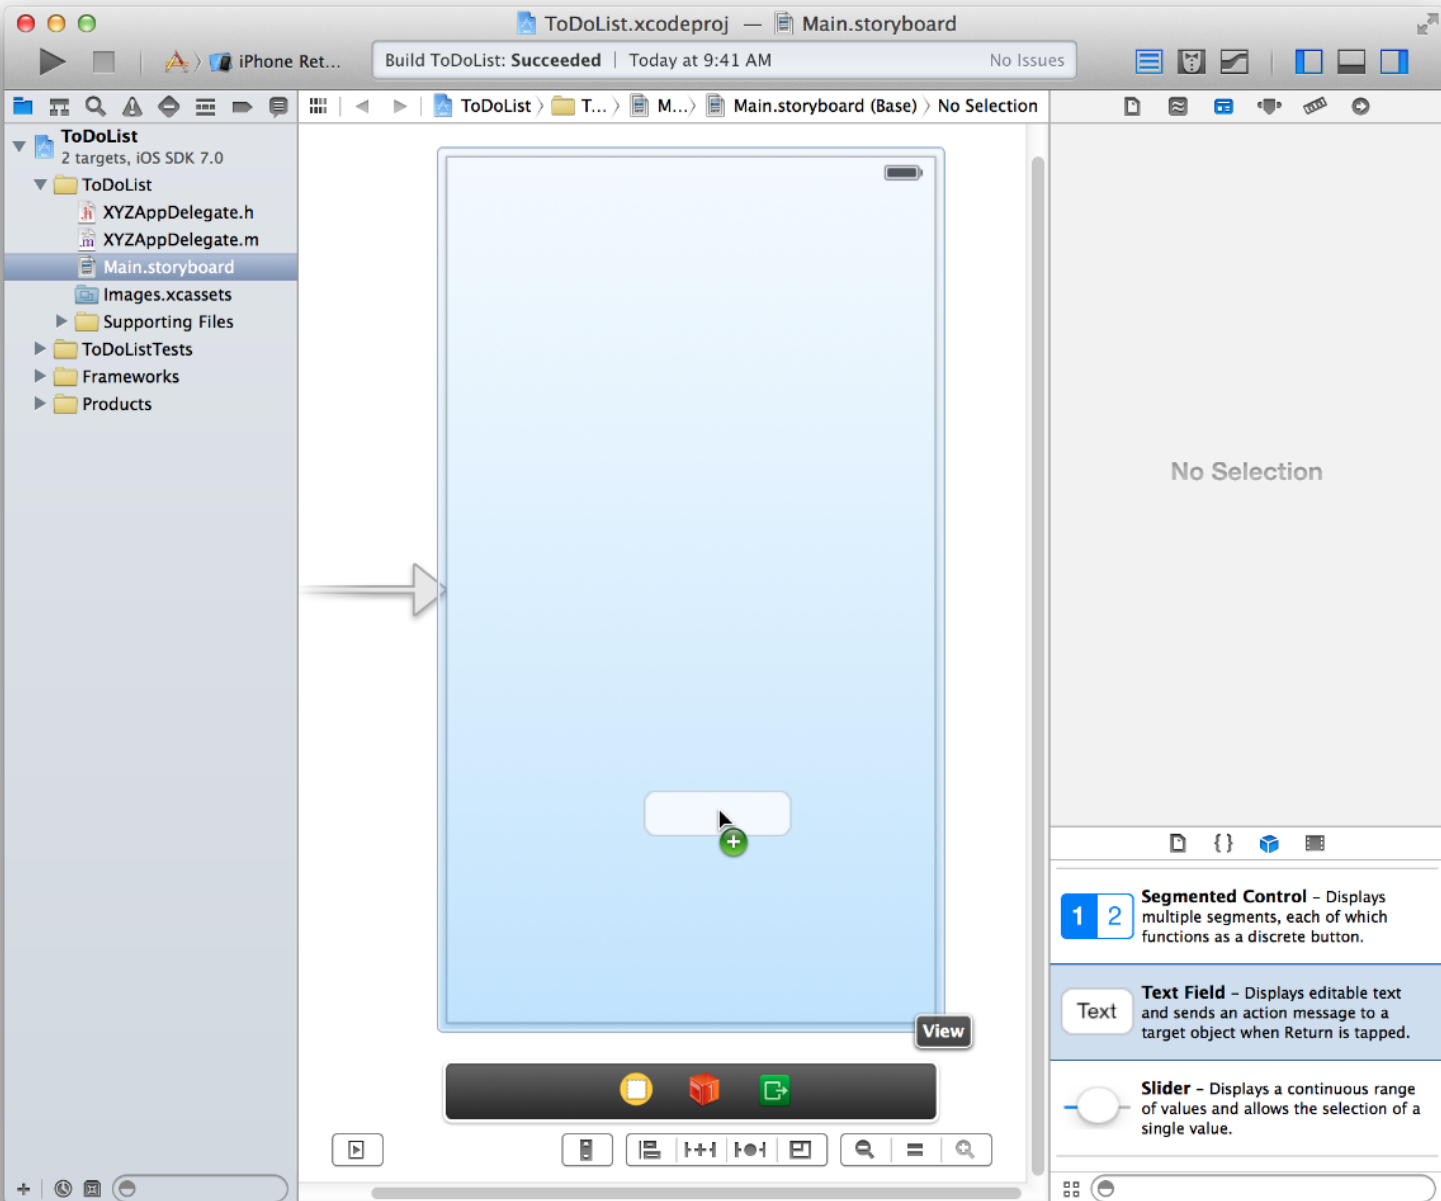 ToDoList.xcodeproj — Main.storyboard
iPhone Ret...
Build ToDoList: Succeeded | Today at 9:41 AM
No Issues
ToDoList
T...
M...
Main.storyboard (Base)
No Selection
ToDoList
2 targets, iOS SDK 7.0
ToDoList
XYZAppDelegate.h
XYZAppDelegate.m
Main.storyboard
Images.xcassets
Supporting Files
ToDoListTests
Frameworks
Products
View
No Selection
{ }
1 2
Segmented Control – Displays
multiple segments, each of which
functions as a discrete button.
Text
Text Field – Displays editable text
and sends an action message to a
target object when Return is tapped.
Slider – Displays a continuous range
of values and allows the selection of a
single value.